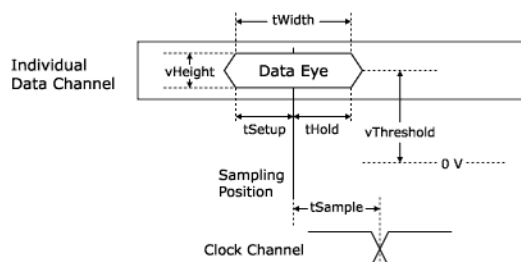 tWidth
Individual
Data Channel
vHeight
Data Eye
tSetup
tHold
vThreshold
0 V
Sampling
Position
tSample
Clock Channel